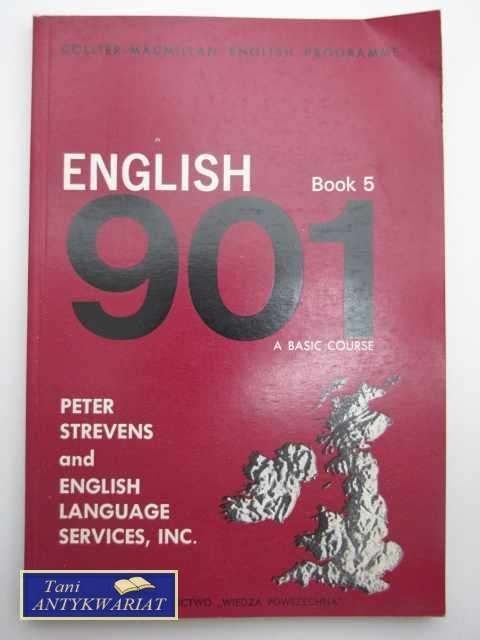 COLLIER-MACMILLAN ENGLISH PROGRAMME
ENGLISH
Book 5
901
A BASIC COURSE
PETER
STREVENS
and
ENGLISH
LANGUAGE
SERVICES, INC.
"WIEDZA POWSZECHNA"
Tani
ANTYKWARIAT